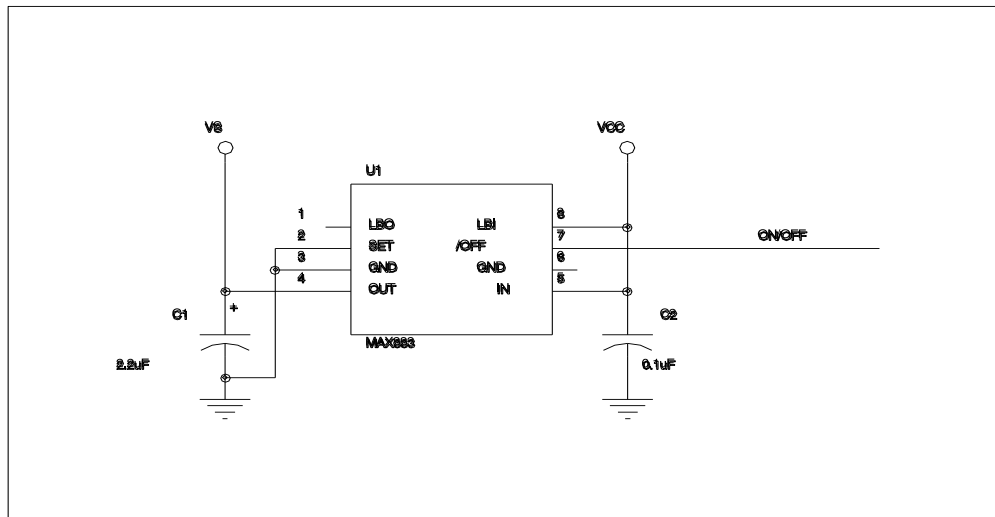 VS
VCC
U1
1 LBO LBI 8
2 SET /OFF 7 ON/OFF
3 GND GND 6
4 OUT IN 5
C1 + C2
MAX883
2.2uF 0.1uF